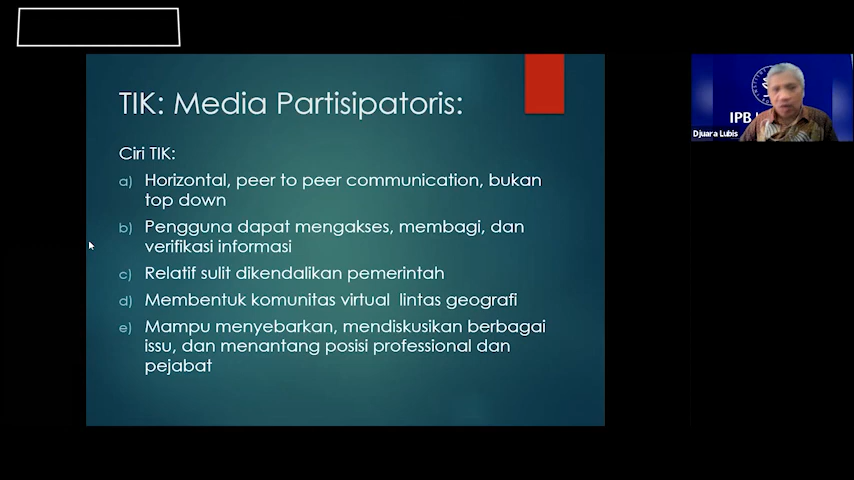 TIK: Media Partisipatoris:
Ciri TIK:
a) Horizontal, peer to peer communication, bukan
top down
b) Pengguna dapat mengakses, membagi, dan
verifikasi informasi
c) Relatif sulit dikendalikan pemerintah
d) Membentuk komunitas virtual lintas geografi
e) Mampu menyebarkan, mendiskusikan berbagai
issu, dan menantang posisi professional dan
pejabat
IPB
Djuara Lubis